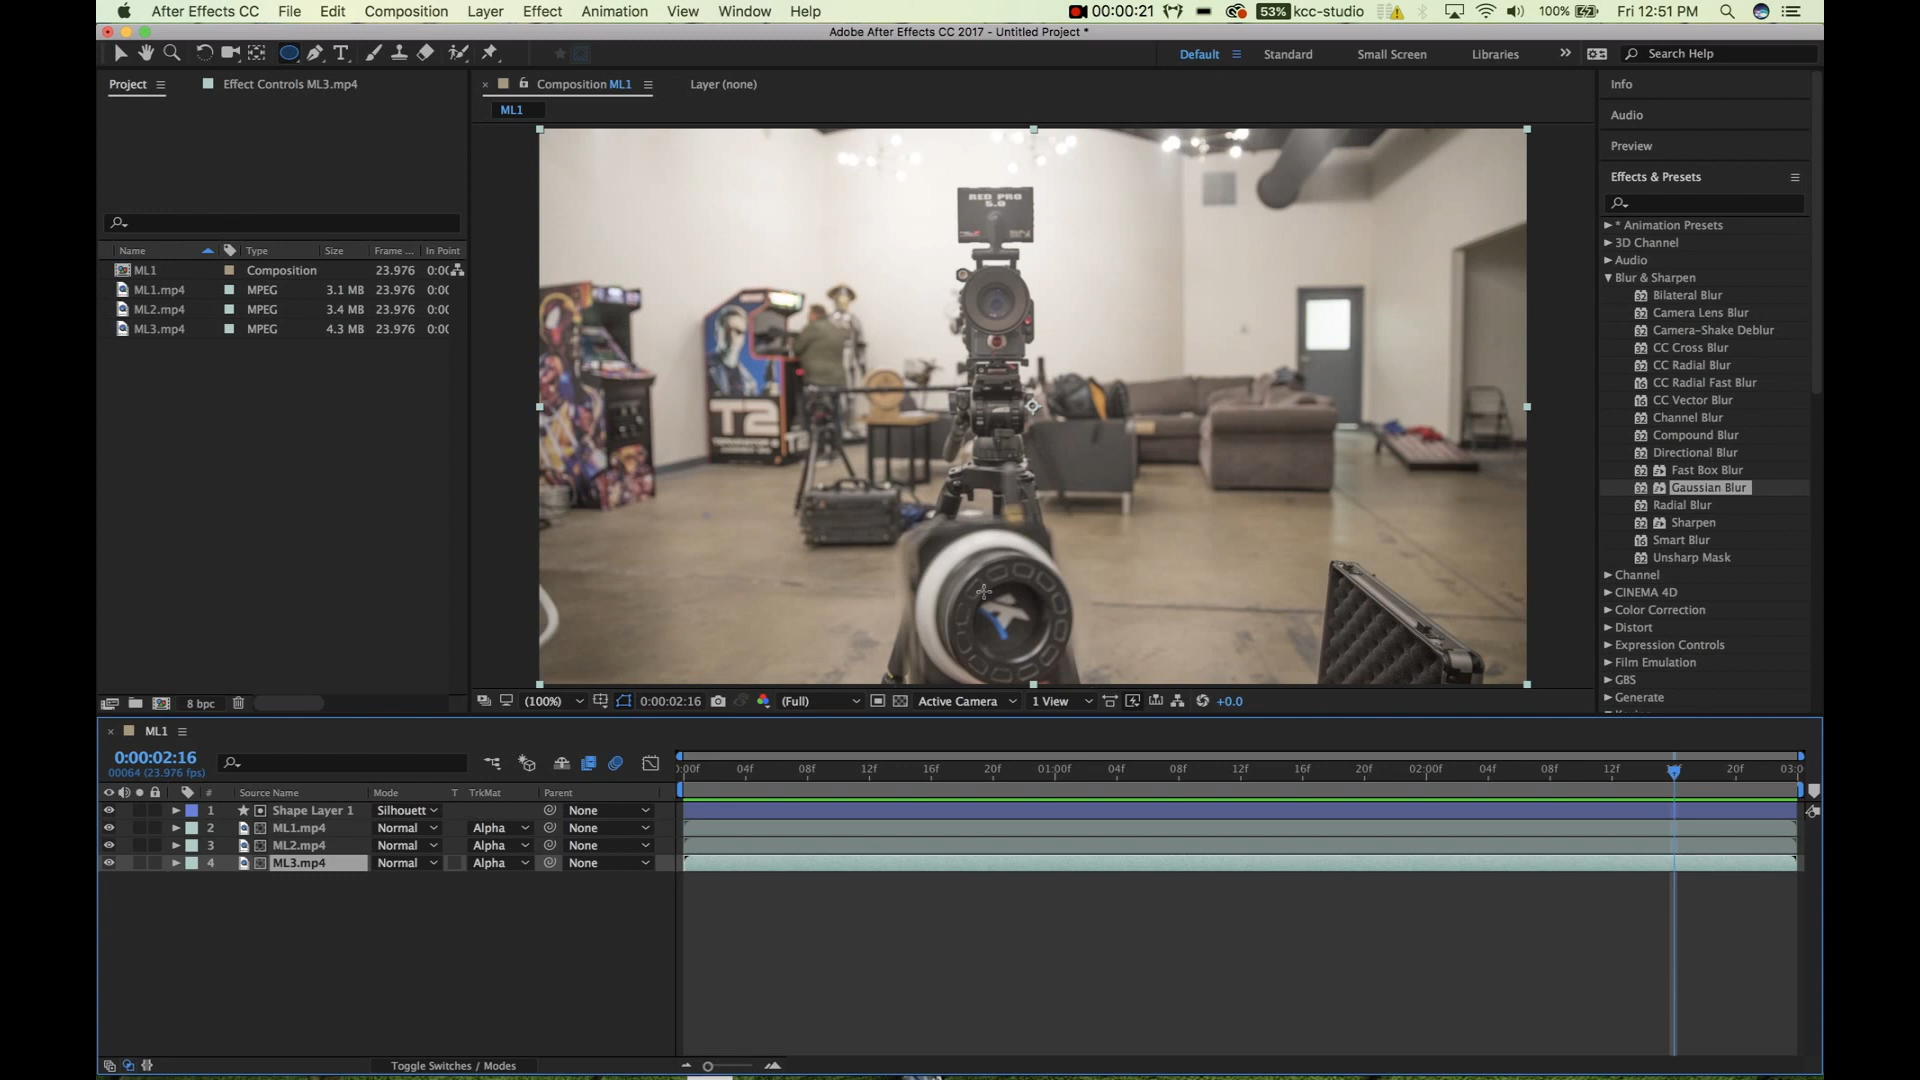 After Effects CC File Edit Composition Layer Effect Animation View Window Help 00:00:21 53% kcc-studio 100% Fri 12:51 PM
Adobe After Effects CC 2017 - Untitled Project *
Default Standard Small Screen Libraries Search Help
Project Effect Controls ML3.mp4 Composition ML1 Layer (none) Info
ML1
Audio
Preview
Effects & Presets
Name Type Size Frame ... In Point
ML1 Composition 23.976 0:00
ML1.mp4 MPEG 3.1 MB 23.976 0:00
ML2.mp4 MPEG 3.4 MB 23.976 0:00
ML3.mp4 MPEG 4.3 MB 23.976 0:00
RED PRO
5.0
T2
* Animation Presets
3D Channel
Audio
Blur & Sharpen
Bilateral Blur
Camera Lens Blur
Camera-Shake Deblur
CC Cross Blur
CC Radial Blur
CC Radial Fast Blur
CC Vector Blur
Channel Blur
Compound Blur
Directional Blur
Fast Box Blur
Gaussian Blur
Radial Blur
Sharpen
Smart Blur
Unsharp Mask
Channel
CINEMA 4D
Color Correction
Distort
Expression Controls
Film Emulation
GBS
Generate
8 bpc (100%) 0:00:02:16 (Full) Active Camera 1 View +0.0
ML1
0:00:02:16
00064 (23.976 fps)
:00f 04f 08f 12f 16f 20f 01:00f 04f 08f 12f 16f 20f 02:00f 04f 08f 12f 20f 03:0
# Source Name Mode T TrkMat Parent
1 Shape Layer 1 Silhouett None
2 ML1.mp4 Normal Alpha None
3 ML2.mp4 Normal Alpha None
4 ML3.mp4 Normal Alpha None
Toggle Switches / Modes